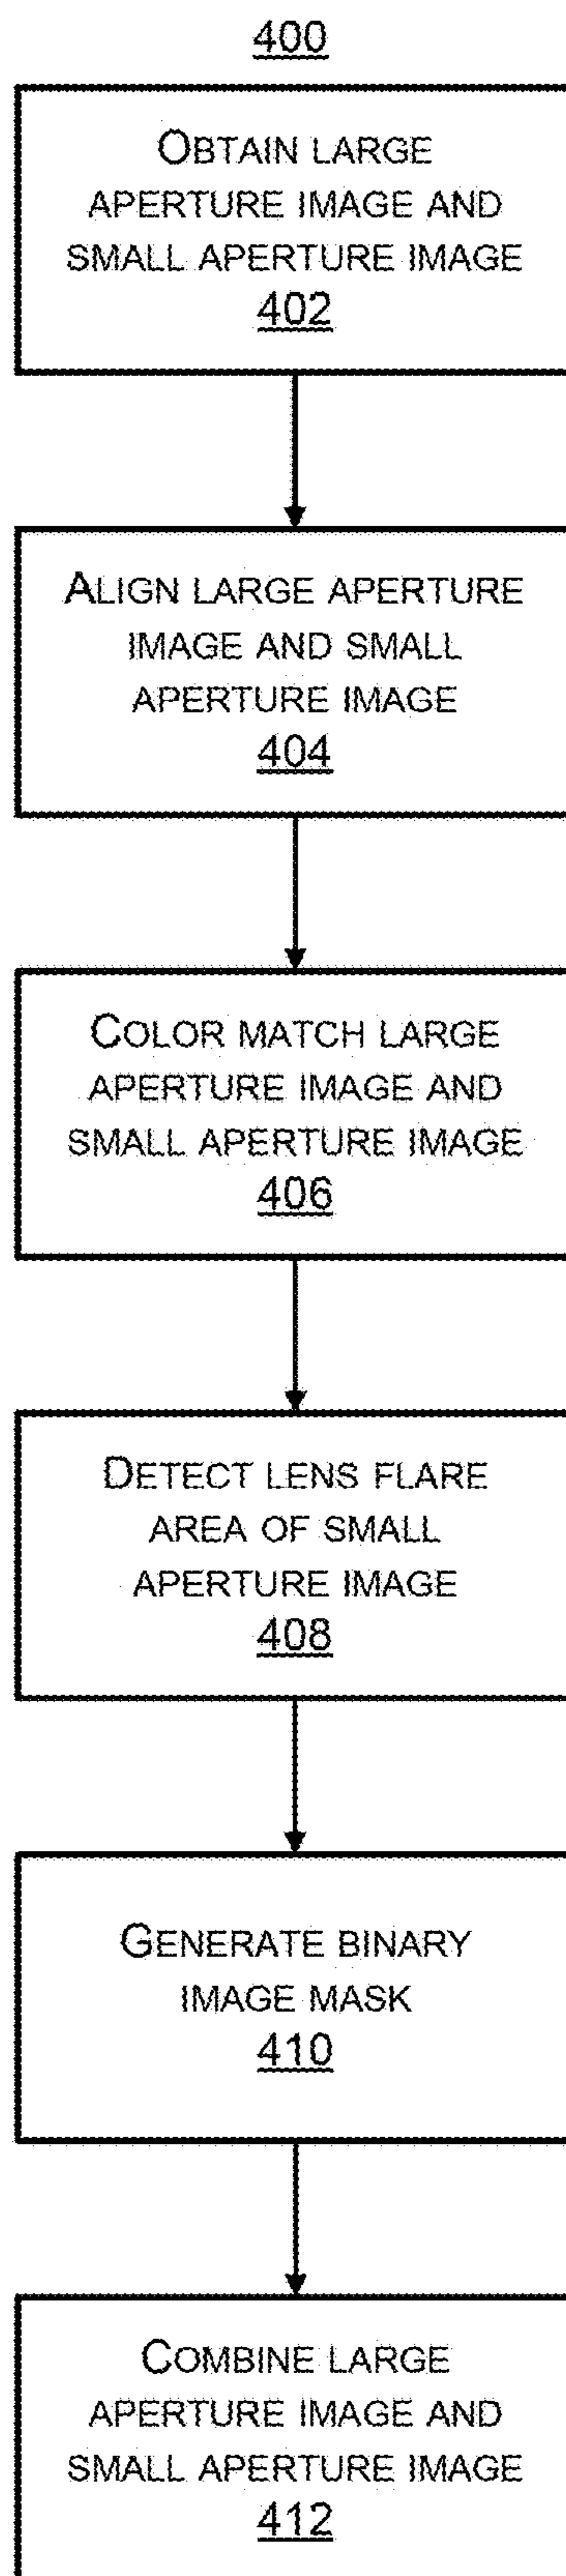 400
OBTAIN LARGE
APERTURE IMAGE AND
SMALL APERTURE IMAGE
402
ALIGN LARGE APERTURE
IMAGE AND SMALL
APERTURE IMAGE
404
COLOR MATCH LARGE
APERTURE IMAGE AND
SMALL APERTURE IMAGE
406
DETECT LENS FLARE
AREA OF SMALL
APERTURE IMAGE
408
GENERATE BINARY
IMAGE MASK
410
COMBINE LARGE
APERTURE IMAGE AND
SMALL APERTURE IMAGE
412